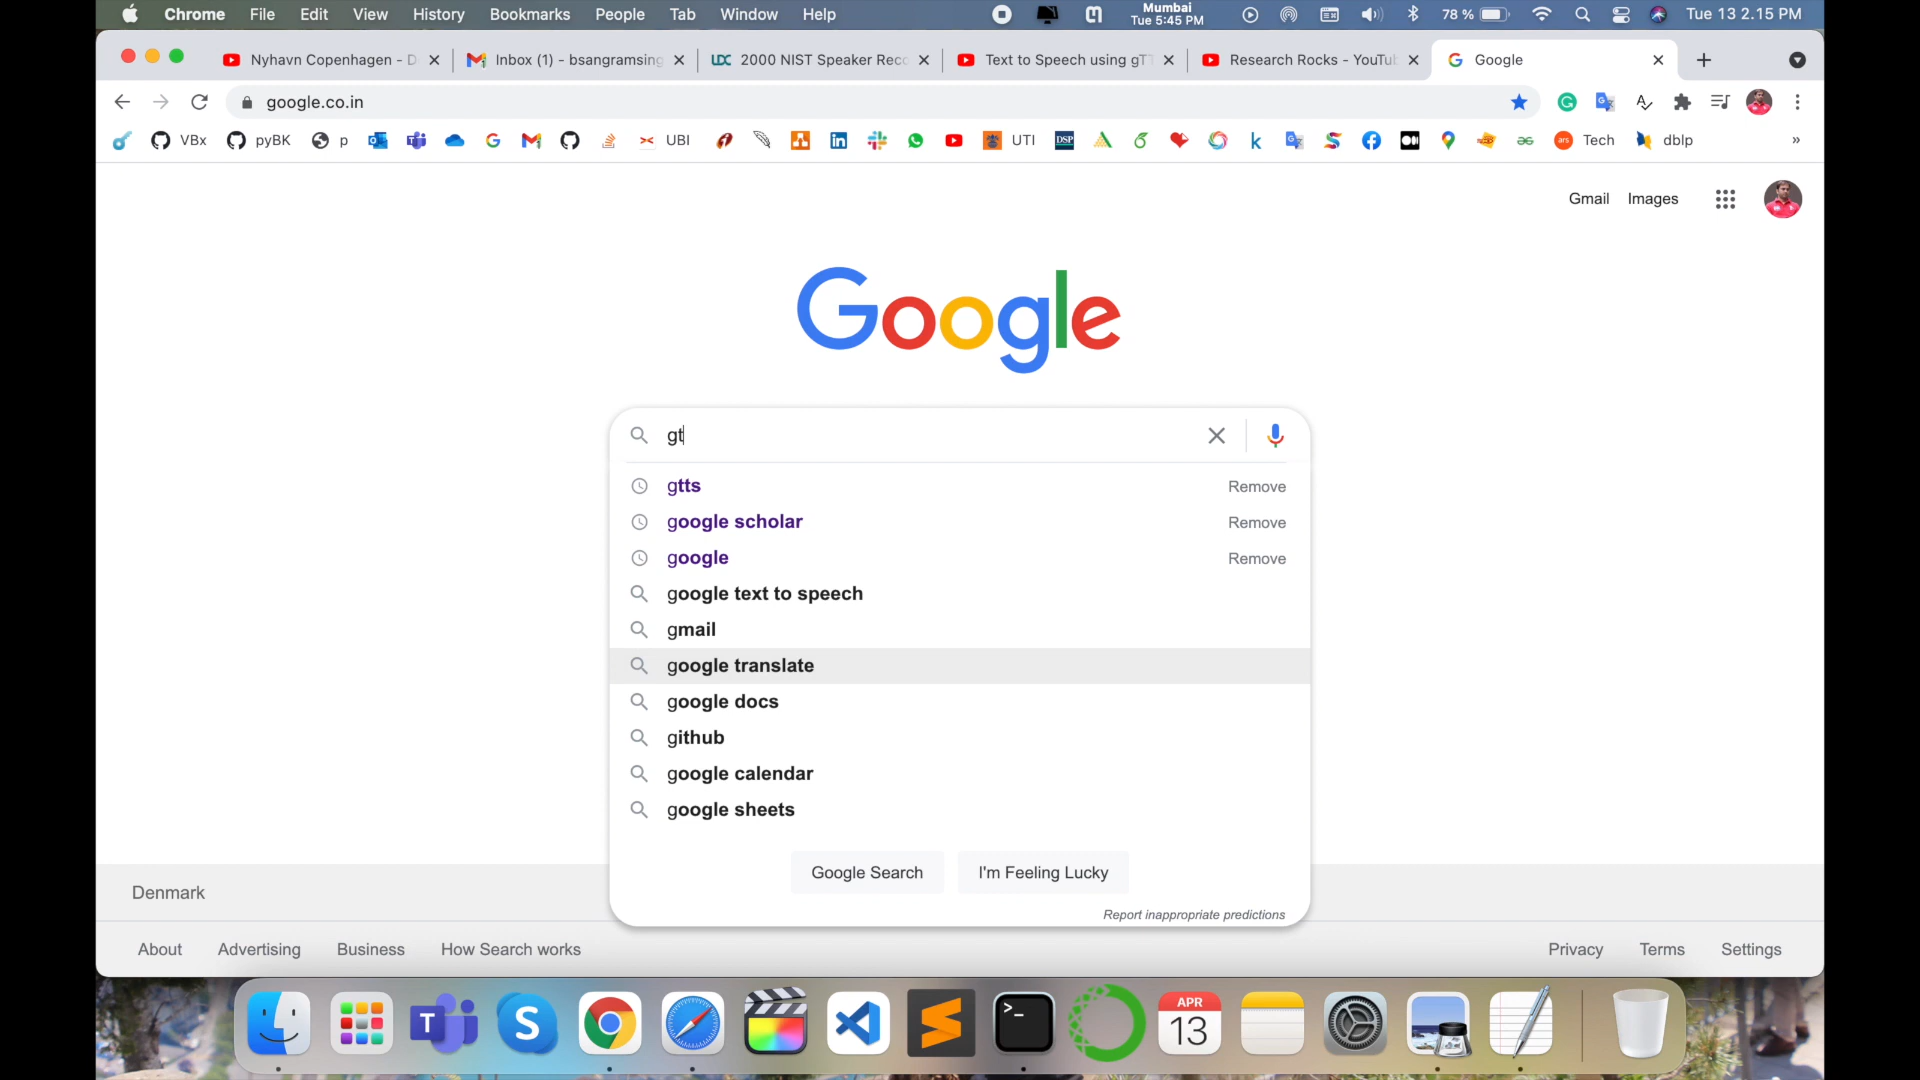 Chrome File Edit View History Bookmarks People Tab Window Help Mumbai 78 % Tue 13 2.15 PM
Tue 5:45 PM
Nyhavn Copenhagen - D Inbox (1) - bsangramsing LDC 2000 NIST Speaker Rec Text to Speech using gT Research Rocks - YouTu Google
google.co.in
VBx pyBK p UBI UTI DSP k ars Tech dblp »
Gmail Images
Google
gt
gtts Remove
google scholar Remove
google Remove
google text to speech
gmail
google translate
google docs
github
google calendar
google sheets
Google Search I'm Feeling Lucky
Report inappropriate predictions
Denmark
About Advertising Business How Search works Privacy Terms Settings
T S >_ APR
13